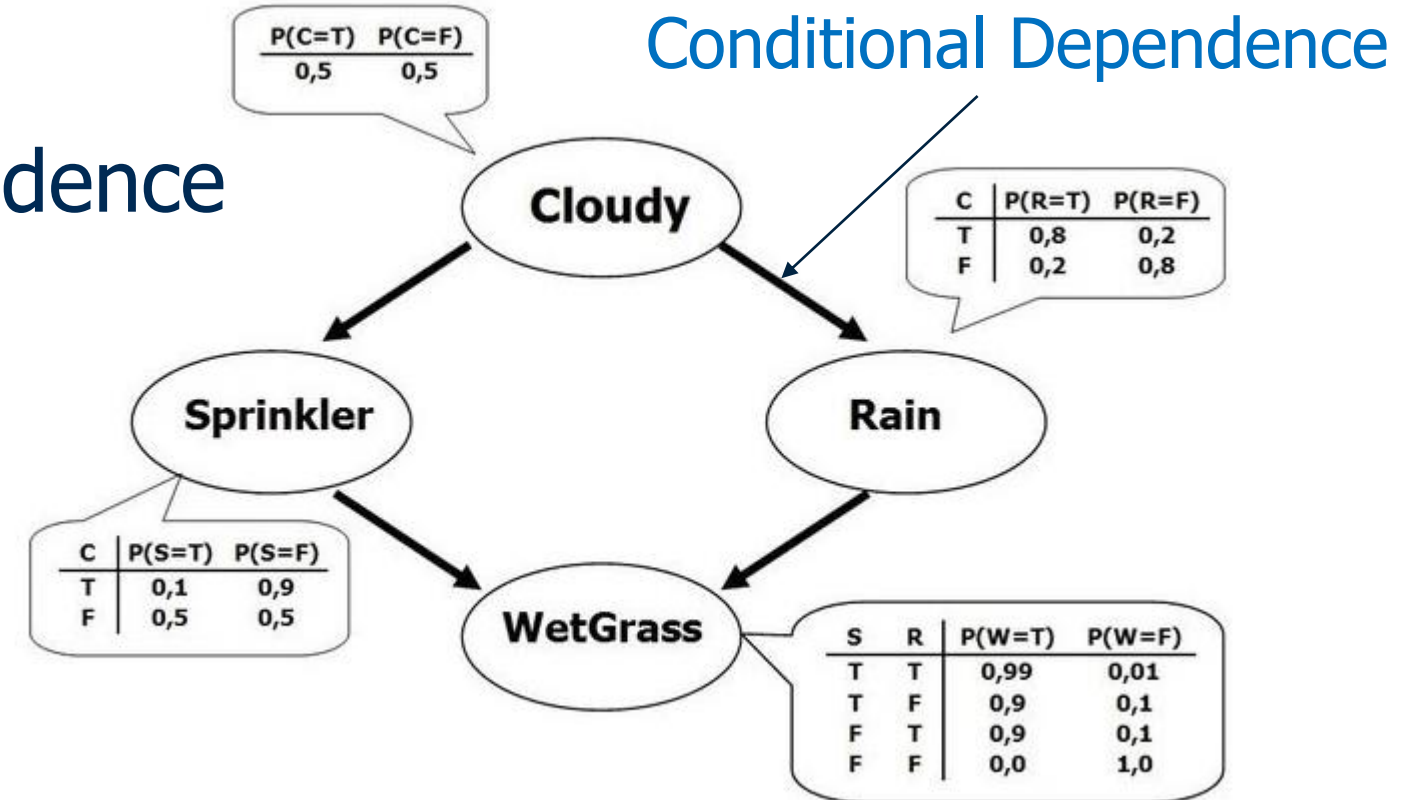 P(C=T) P(C=F)
0,5 0,5
Conditional Dependence
dence
Cloudy
C P(R=T) P(R=F)
T 0,8 0,2
F 0,2 0,8
Sprinkler
Rain
C P(S=T) P(S=F)
T 0,1 0,9
F 0,5 0,5
WetGrass
S R P(W=T) P(W=F)
T T 0,99 0,01
T F 0,9 0,1
F T 0,9 0,1
F F 0,0 1,0